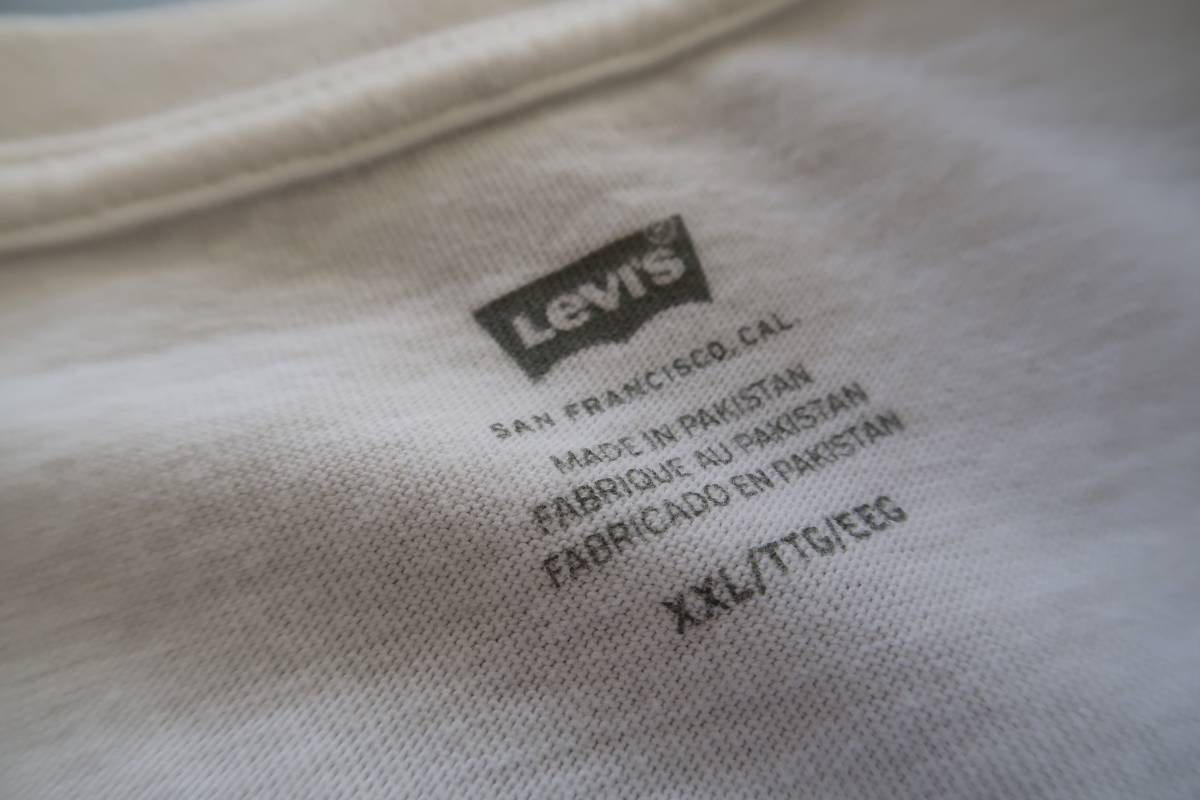 Levi's®
SAN FRANCISCO, CAL.
MADE IN PAKISTAN
FABRIQUE AU PAKISTAN
FABRICADO EN PAKISTAN
XXL/TTG/EEG